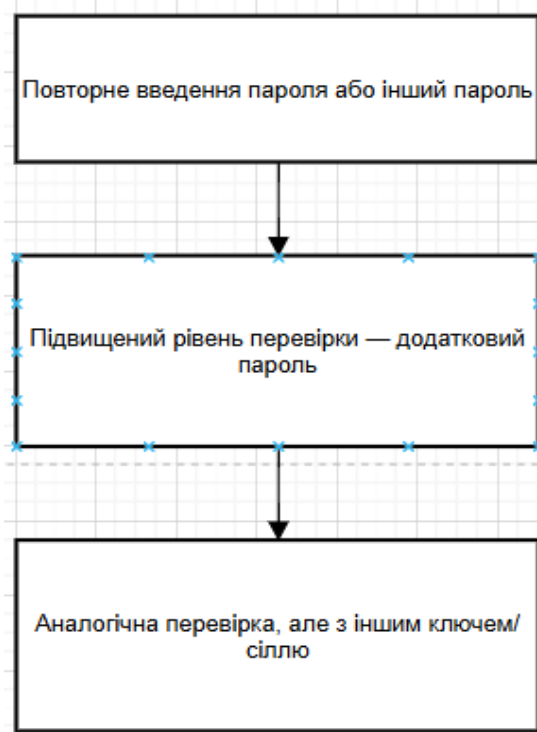 Повторне введення пароля або інший пароль
Підвищений рівень перевірки — додатковий
пароль
Аналогічна перевірка, але з іншим ключем/
сіллю